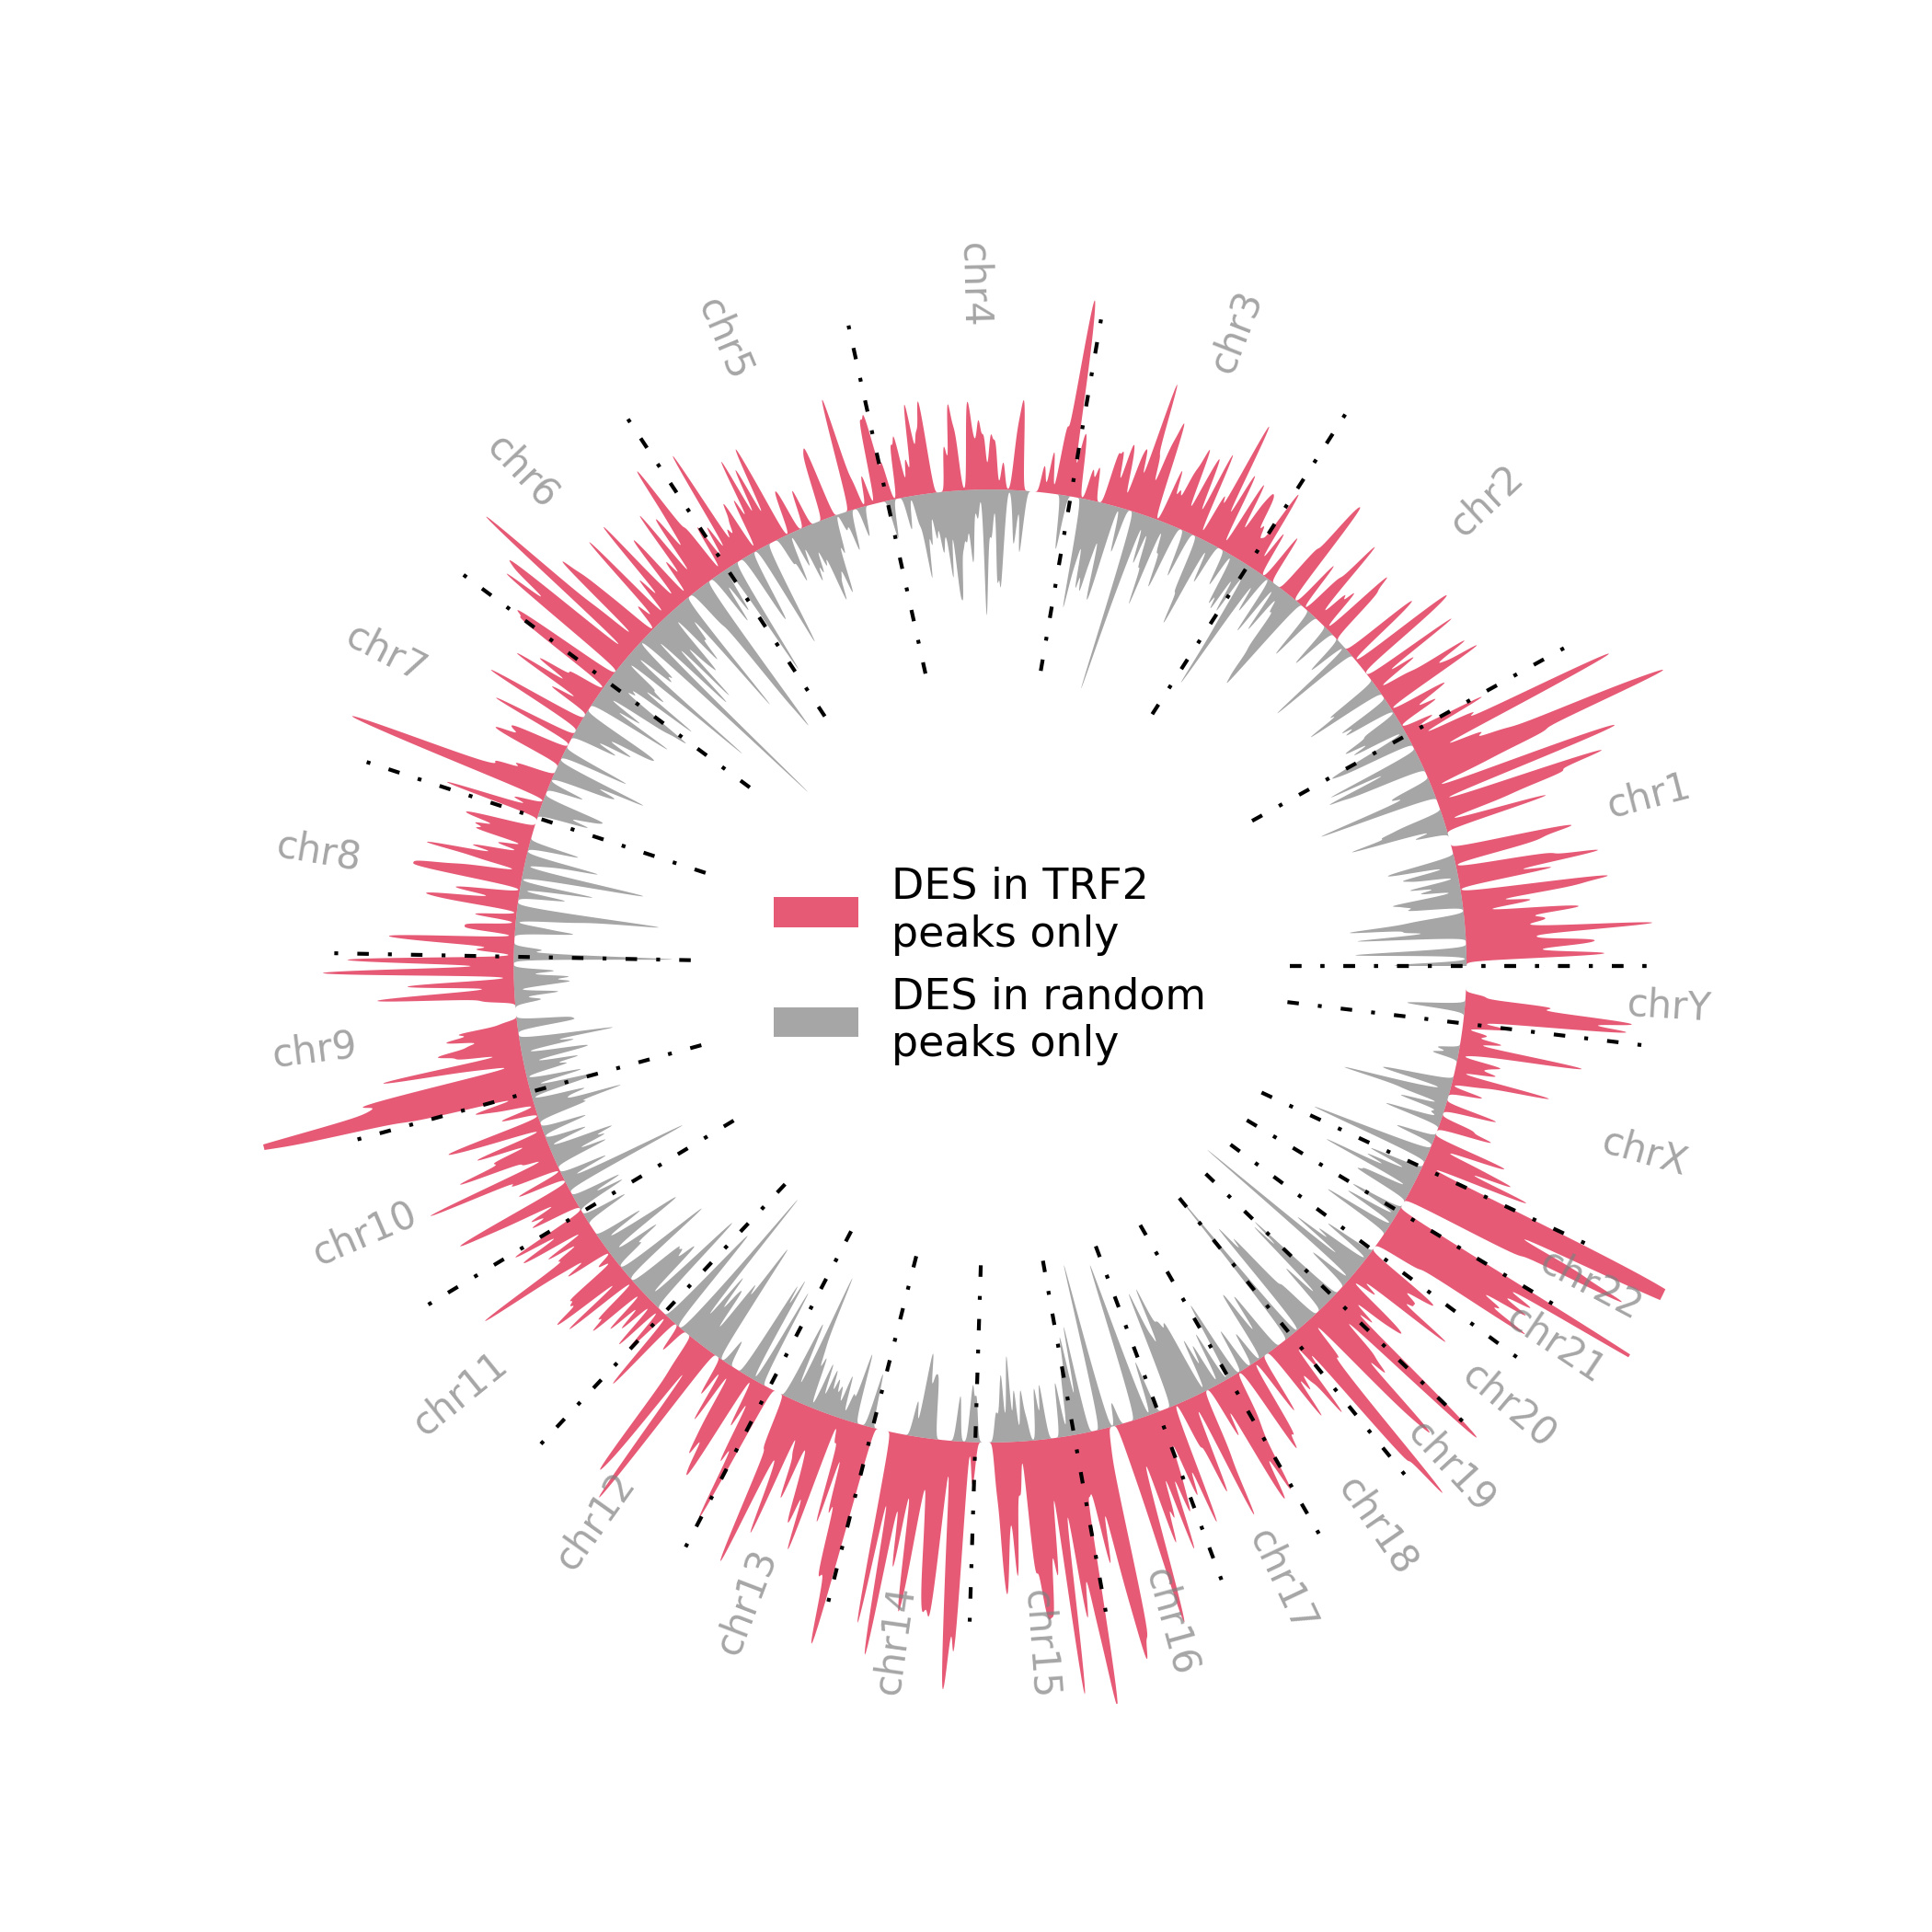 chr4
chr3
chr5
chr2
chr6
chr7
chr1
chr8
DES in TRF2
peaks only
DES in random
peaks only
chrY
chr9
chrX
chr10
chr22
chr21
chr11
chr20
chr19
chr12
chr18
chr13
chr17
chr14
chr15
chr16